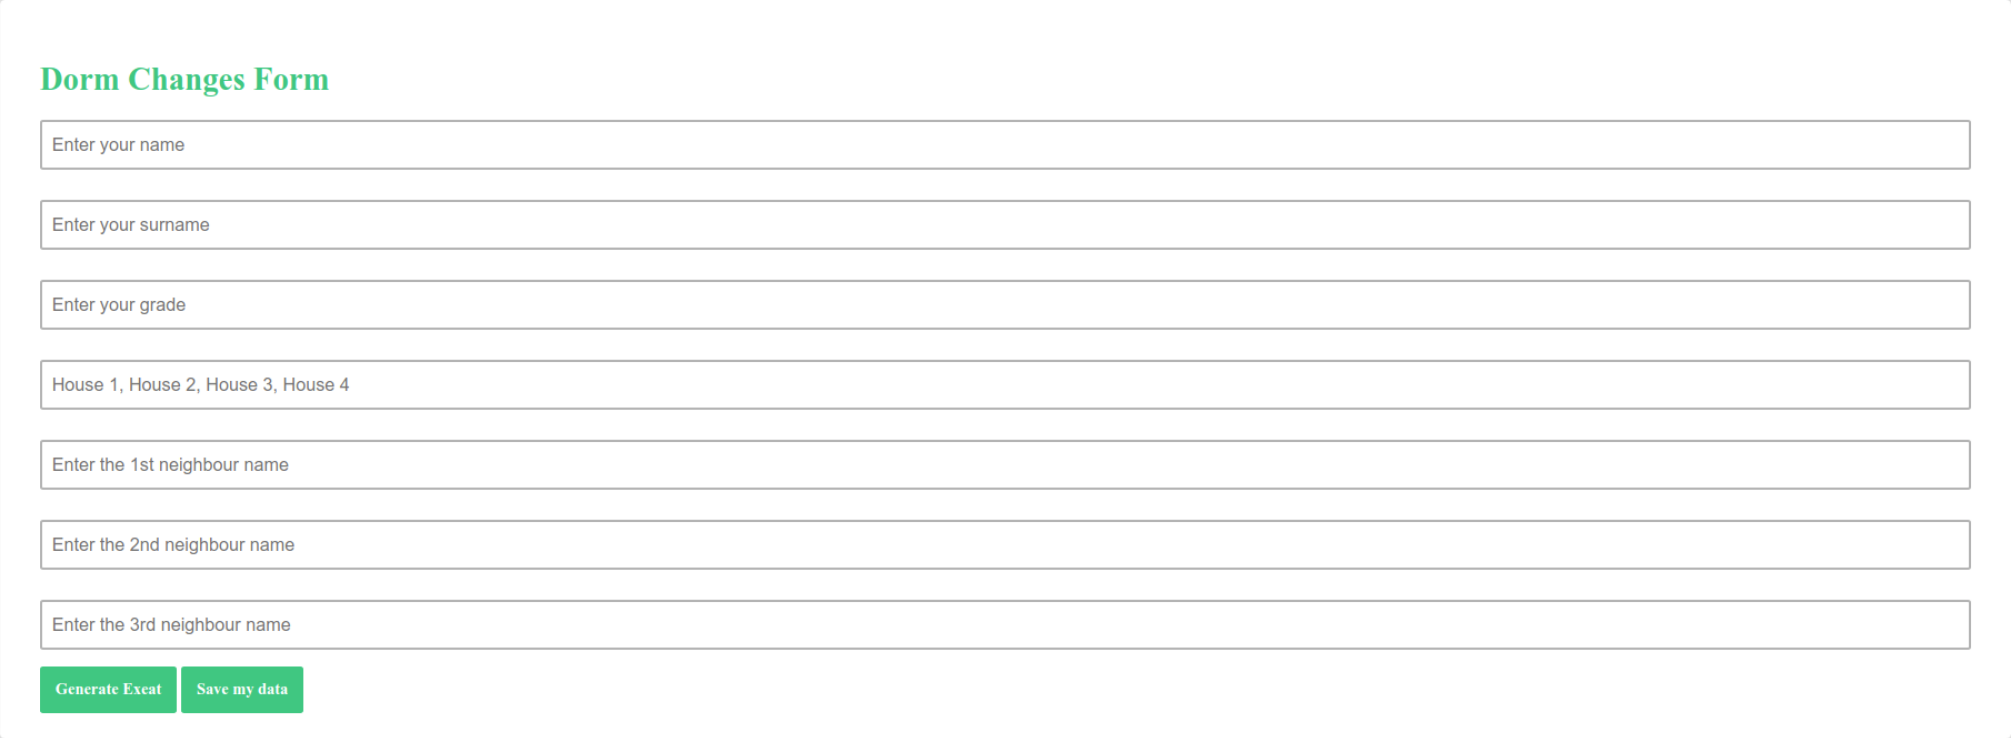 Dorm Changes Form
Enter your name
Enter your surname
Enter your grade
House 1, House 2, House 3, House 4
Enter the 1st neighbour name
Enter the 2nd neighbour name
Enter the 3rd neighbour name
Generate Exeat Save my data